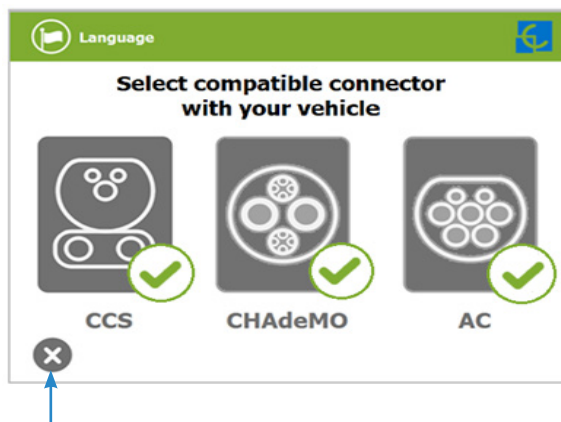 Language
Select compatible connector
with your vehicle
CCS
CHAdeMO
AC